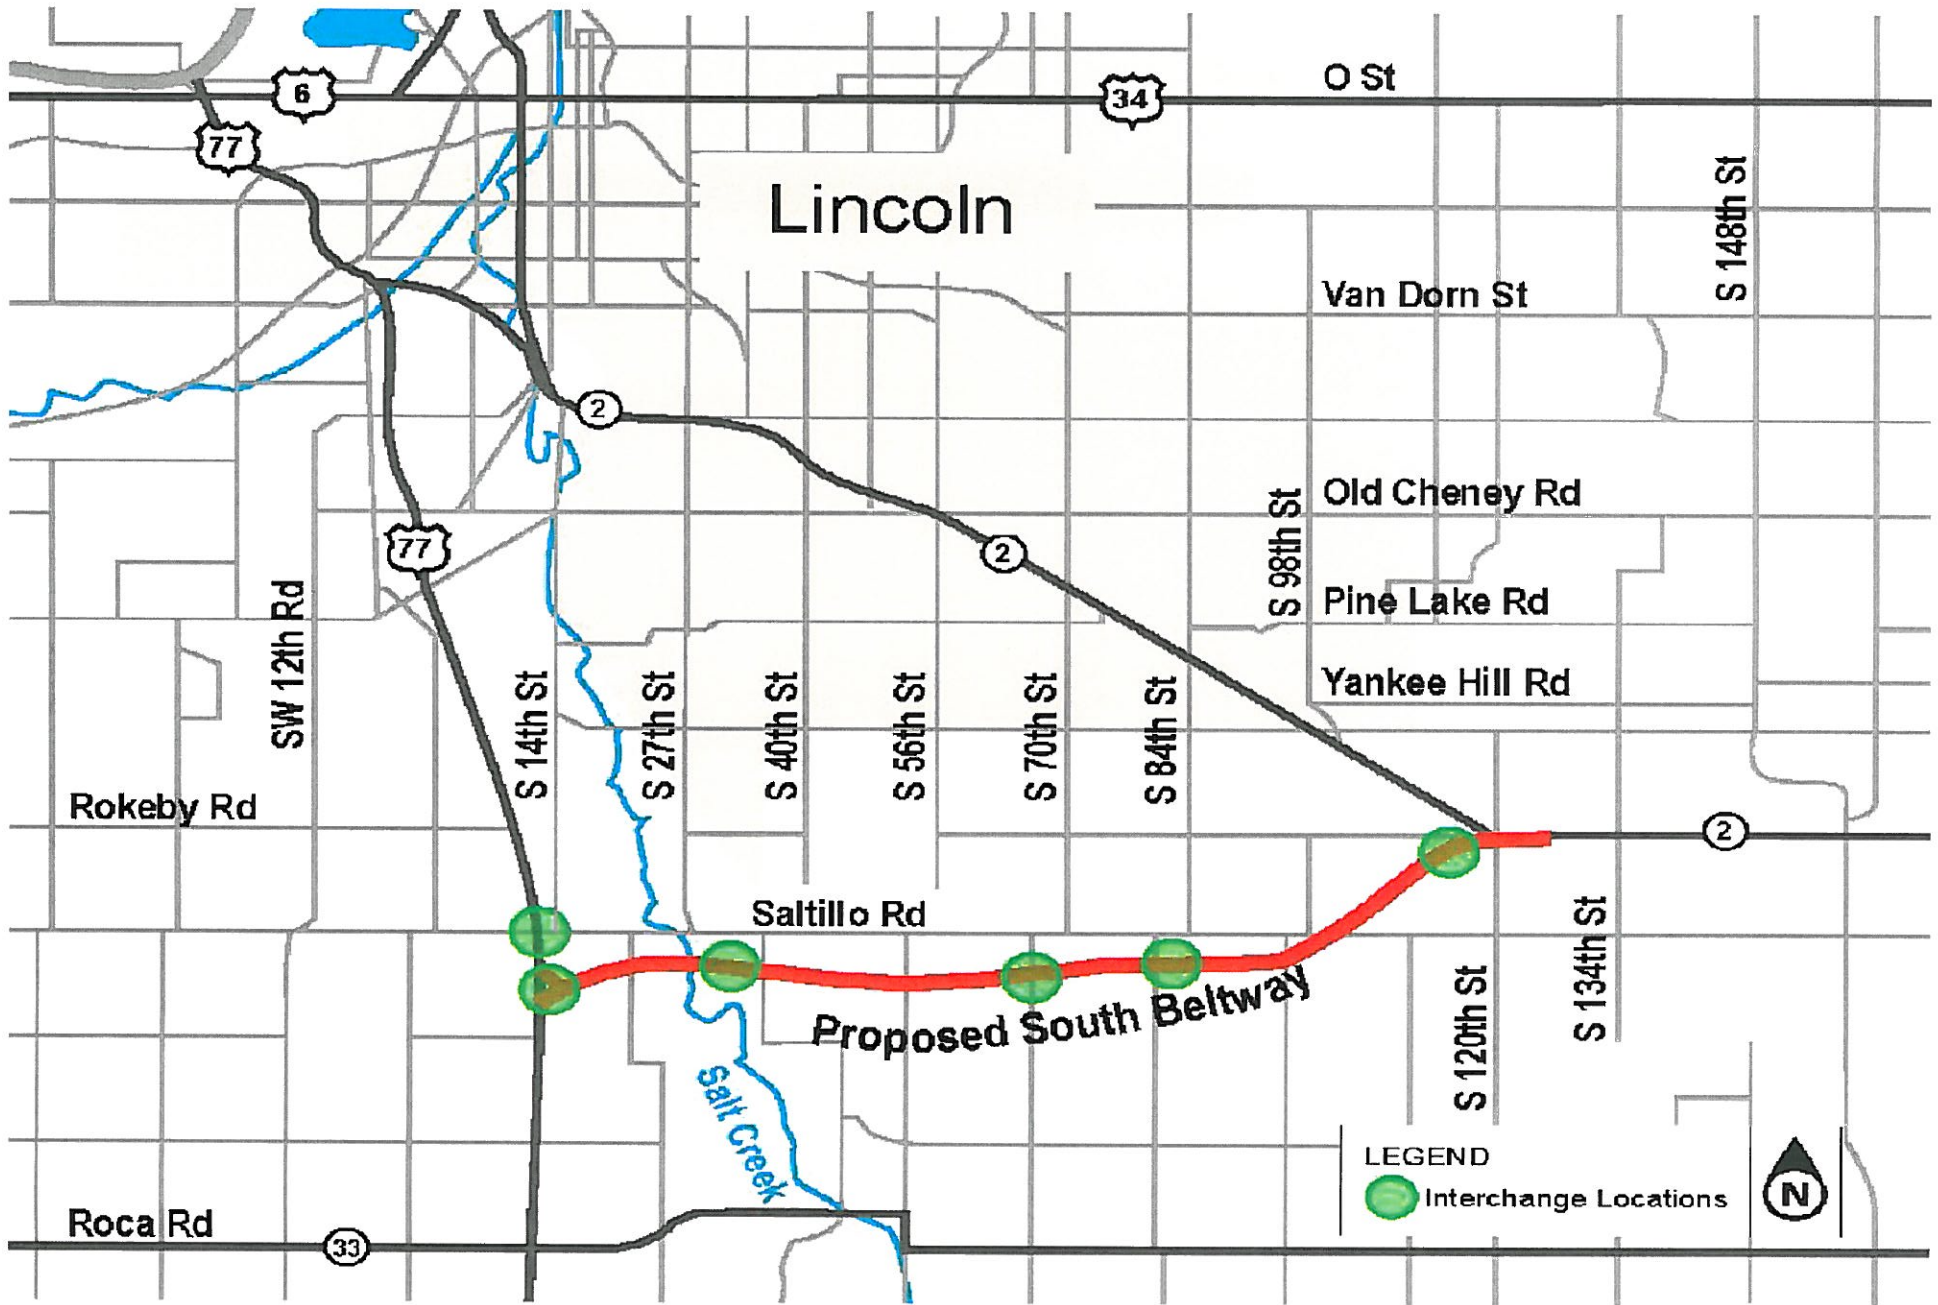 6
34
O St
77
S 148th St
Lincoln
Van Dorn St
2
S 98th St
Old Cheney Rd
77
2
SW 12th Rd
Pine Lake Rd
Yankee Hill Rd
S 14th St
S 27th St
S 40th St
S 56th St
S 70th St
S 84th St
Rokeby Rd
2
Saltillo Rd
S 134th St
S 120th St
Proposed South Beltway
Salt Creek
LEGEND
Interchange Locations
N
Roca Rd
33